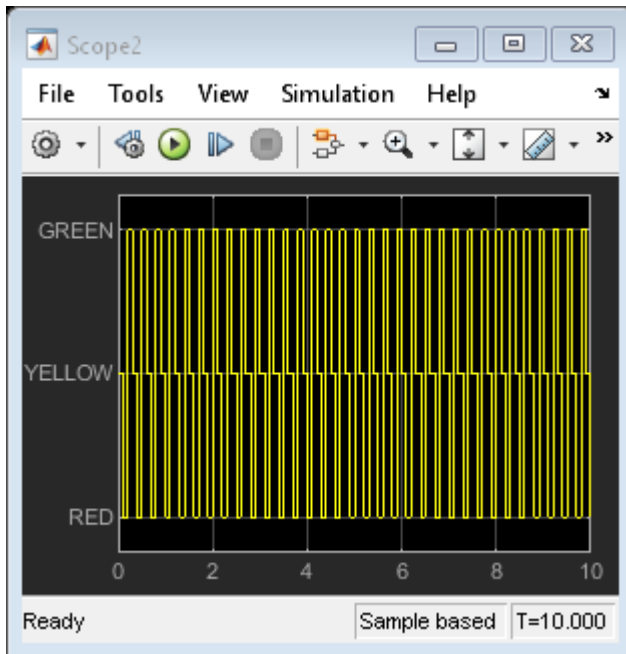 Scope2
File Tools View Simulation Help
GREEN
YELLOW
RED
0 2 4 6 8 10
Ready Sample based T=10.000